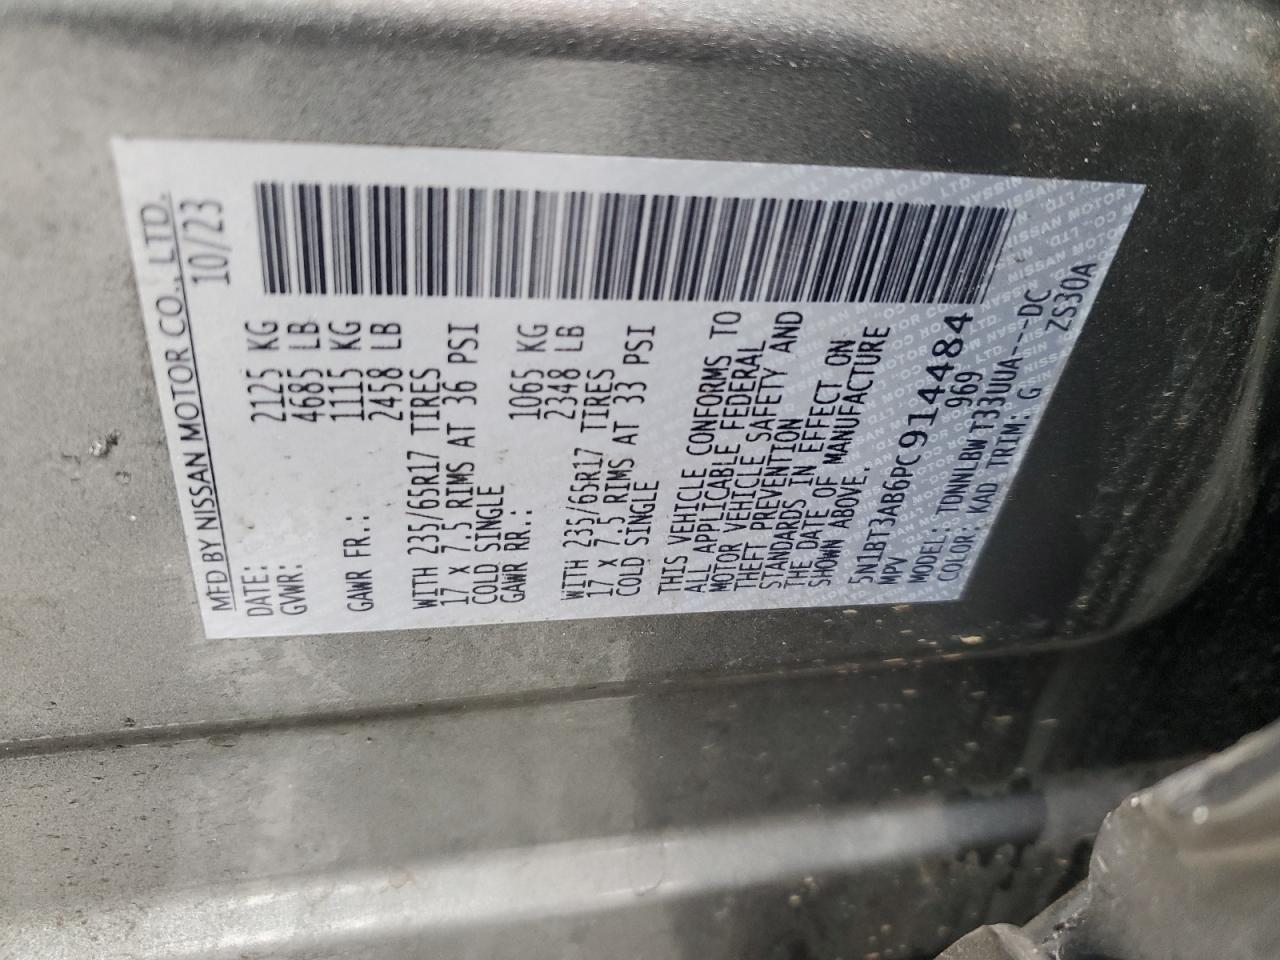 MFD BY NISSAN MOTOR CO., LTD.
DATE: 10/23
GVWR: 2125 KG
4685 LB
GAWR FR.: 1115 KG
2458 LB
WITH 235/65R17 TIRES
17 X 7.5 RIMS AT 36 PSI
COLD SINGLE
GAWR RR.: 1065 KG
2348 LB
WITH 235/65R17 TIRES
17 X 7.5 RIMS AT 33 PSI
COLD SINGLE
THIS VEHICLE CONFORMS TO
ALL APPLICABLE FEDERAL
MOTOR VEHICLE SAFETY AND
THEFT PREVENTION
STANDARDS IN EFFECT ON
THE DATE OF MANUFACTURE
SHOWN ABOVE.
5N1BT3AB6PC914484
MPV 969
MODEL: TDNNLBW T33UUA---DC
COLOR: KAD TRIM: G ZS30A